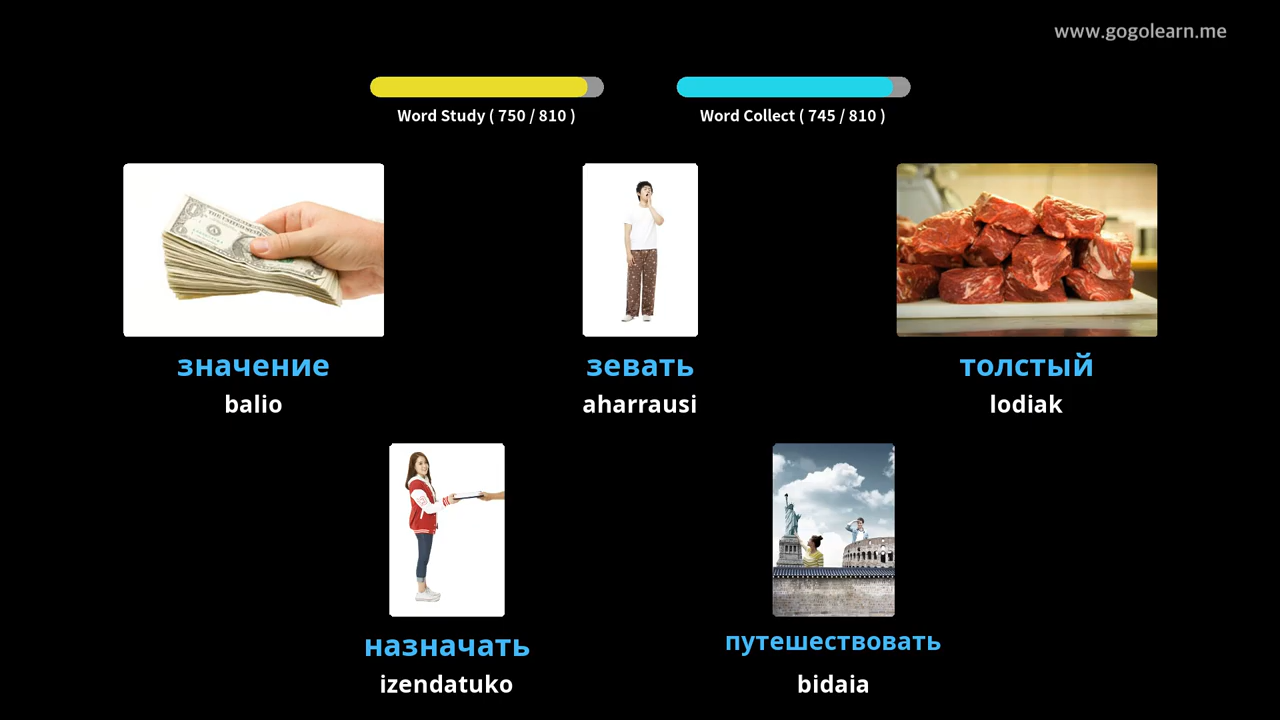 www.gogolearn.me
Word Study ( 750 / 810 )
Word Collect ( 745 / 810 )
значение
зевать
толстый
balio
aharrausi
lodiak
назначать
путешествовать
izendatuko
bidaia